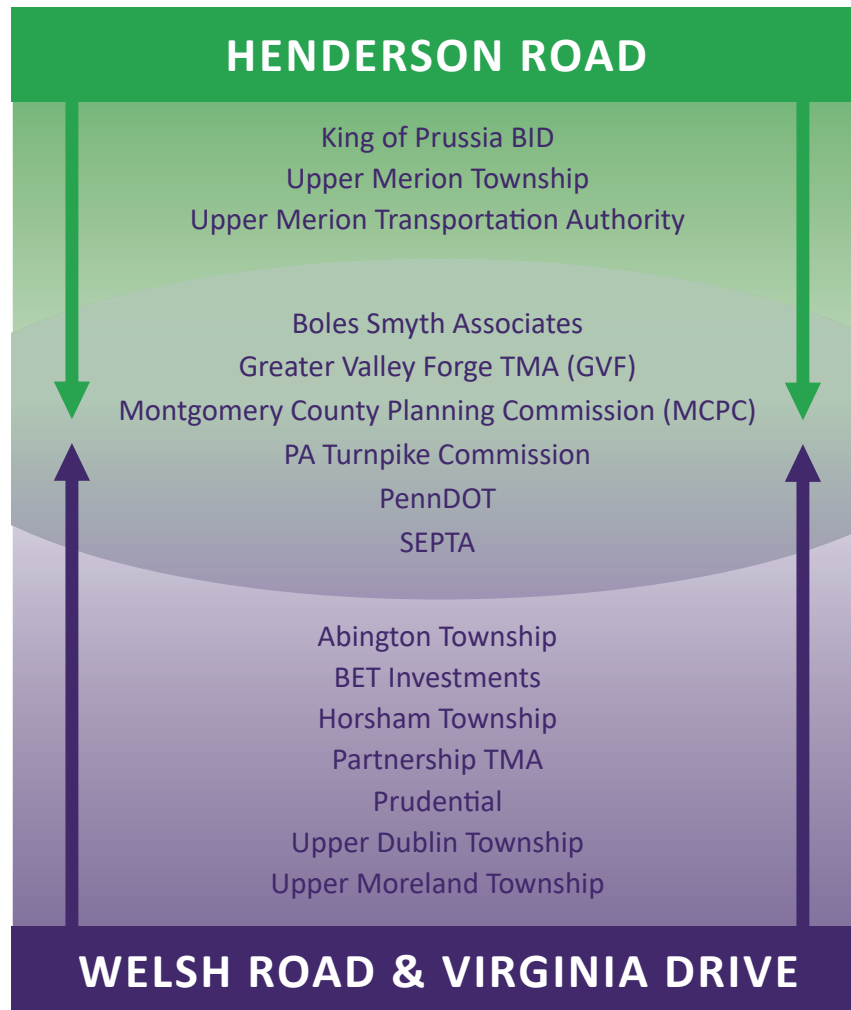 HENDERSON ROAD
King of Prussia BID
Upper Merion Township
Upper Merion Transportation Authority
Boles Smyth Associates
Greater Valley Forge TMA (GVF)
Montgomery County Planning Commission (MCPC)
PA Turnpike Commission
PennDOT
SEPTA
Abington Township
BET Investments
Horsham Township
Partnership TMA
Prudential
Upper Dublin Township
Upper Moreland Township
WELSH ROAD & VIRGINIA DRIVE